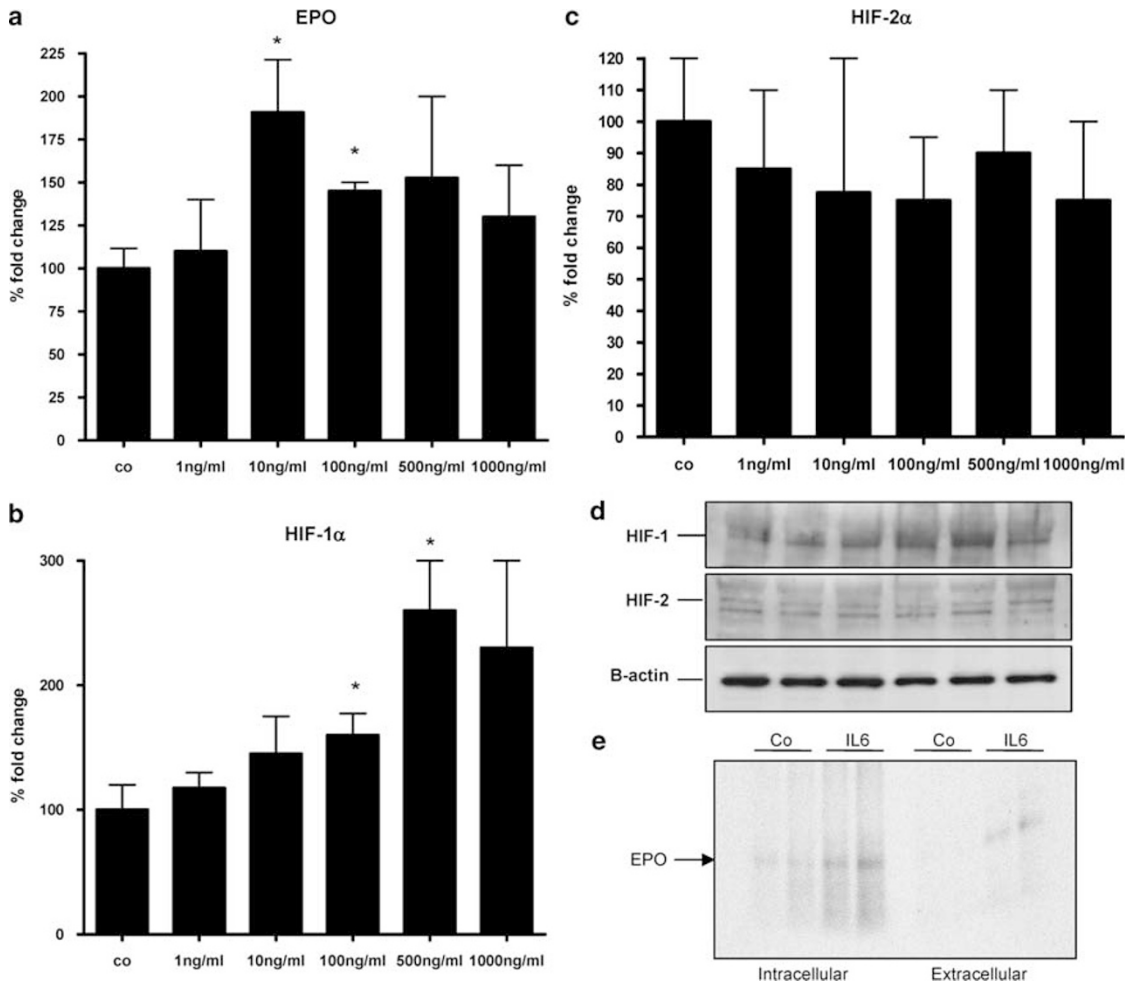 a
EPO
% fold change
225
200
175
150
125
100
75
50
25
0
*
*
co 1ng/ml 10ng/ml 100ng/ml 500ng/ml 1000ng/ml
b
HIF-1α
% fold change
300
200
100
0
*
*
co 1ng/ml 10ng/ml 100ng/ml 500ng/ml 1000ng/ml
c
HIF-2α
% fold change
120
110
100
90
80
70
60
50
40
30
20
10
0
co 1ng/ml 10ng/ml 100ng/ml 500ng/ml 1000ng/ml
d
HIF-1
HIF-2
B-actin
e
Co IL6 Co IL6
EPO
Intracellular Extracellular